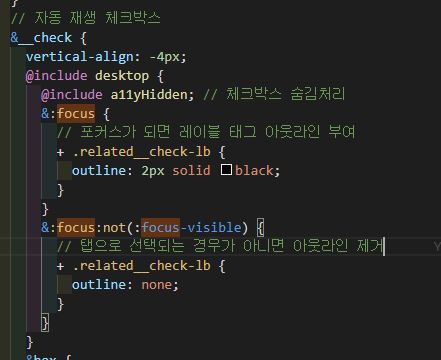 }
// 자동 재생 체크박스
&__check {
vertical-align: -4px;
@include desktop {
@include a11yHidden; // 체크박스 숨김처리
&:focus {
// 포커스가 되면 레이블 태그 아웃라인 부여
+ .related__check-lb {
outline: 2px solid black;
}
}
&:focus:not(:focus-visible) {
// 탭으로 선택되는 경우가 아니면 아웃라인 제거
+ .related__check-lb {
outline: none;
}
}
}
}